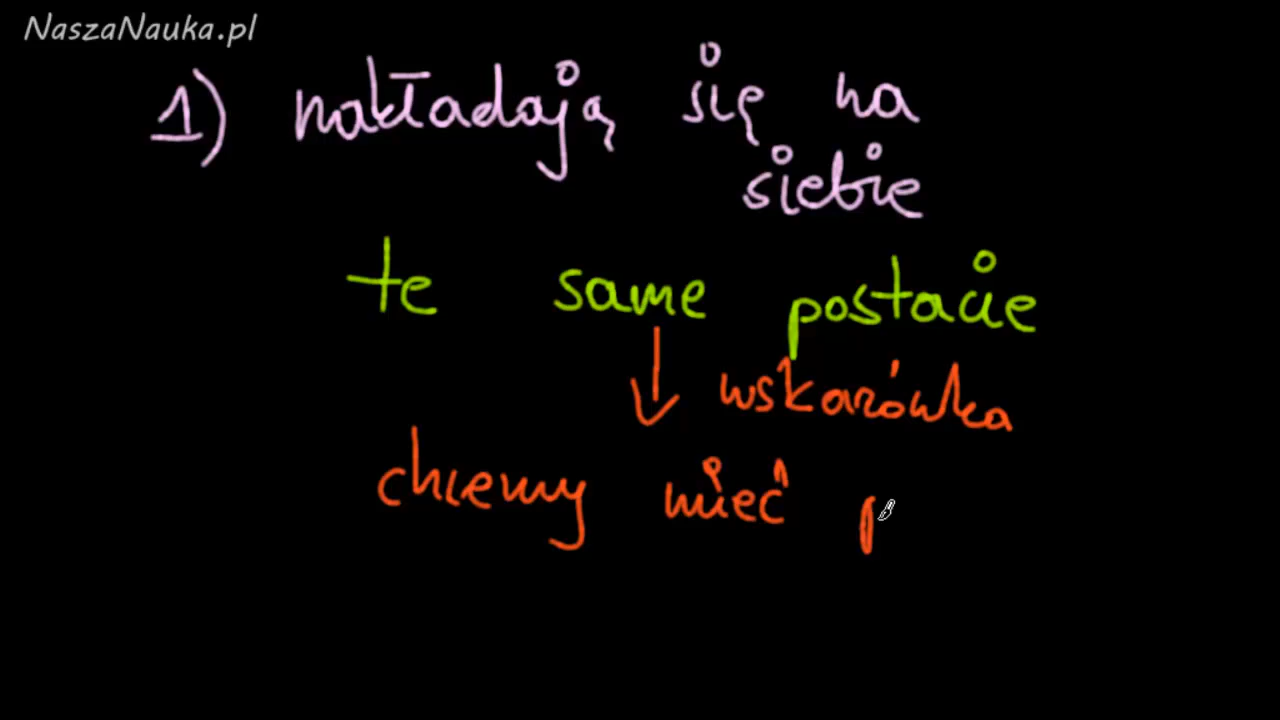 NaszaNauka.pl
1) nakładają się na
siebie
te same postacie
wskazówka
chcemy mieć p